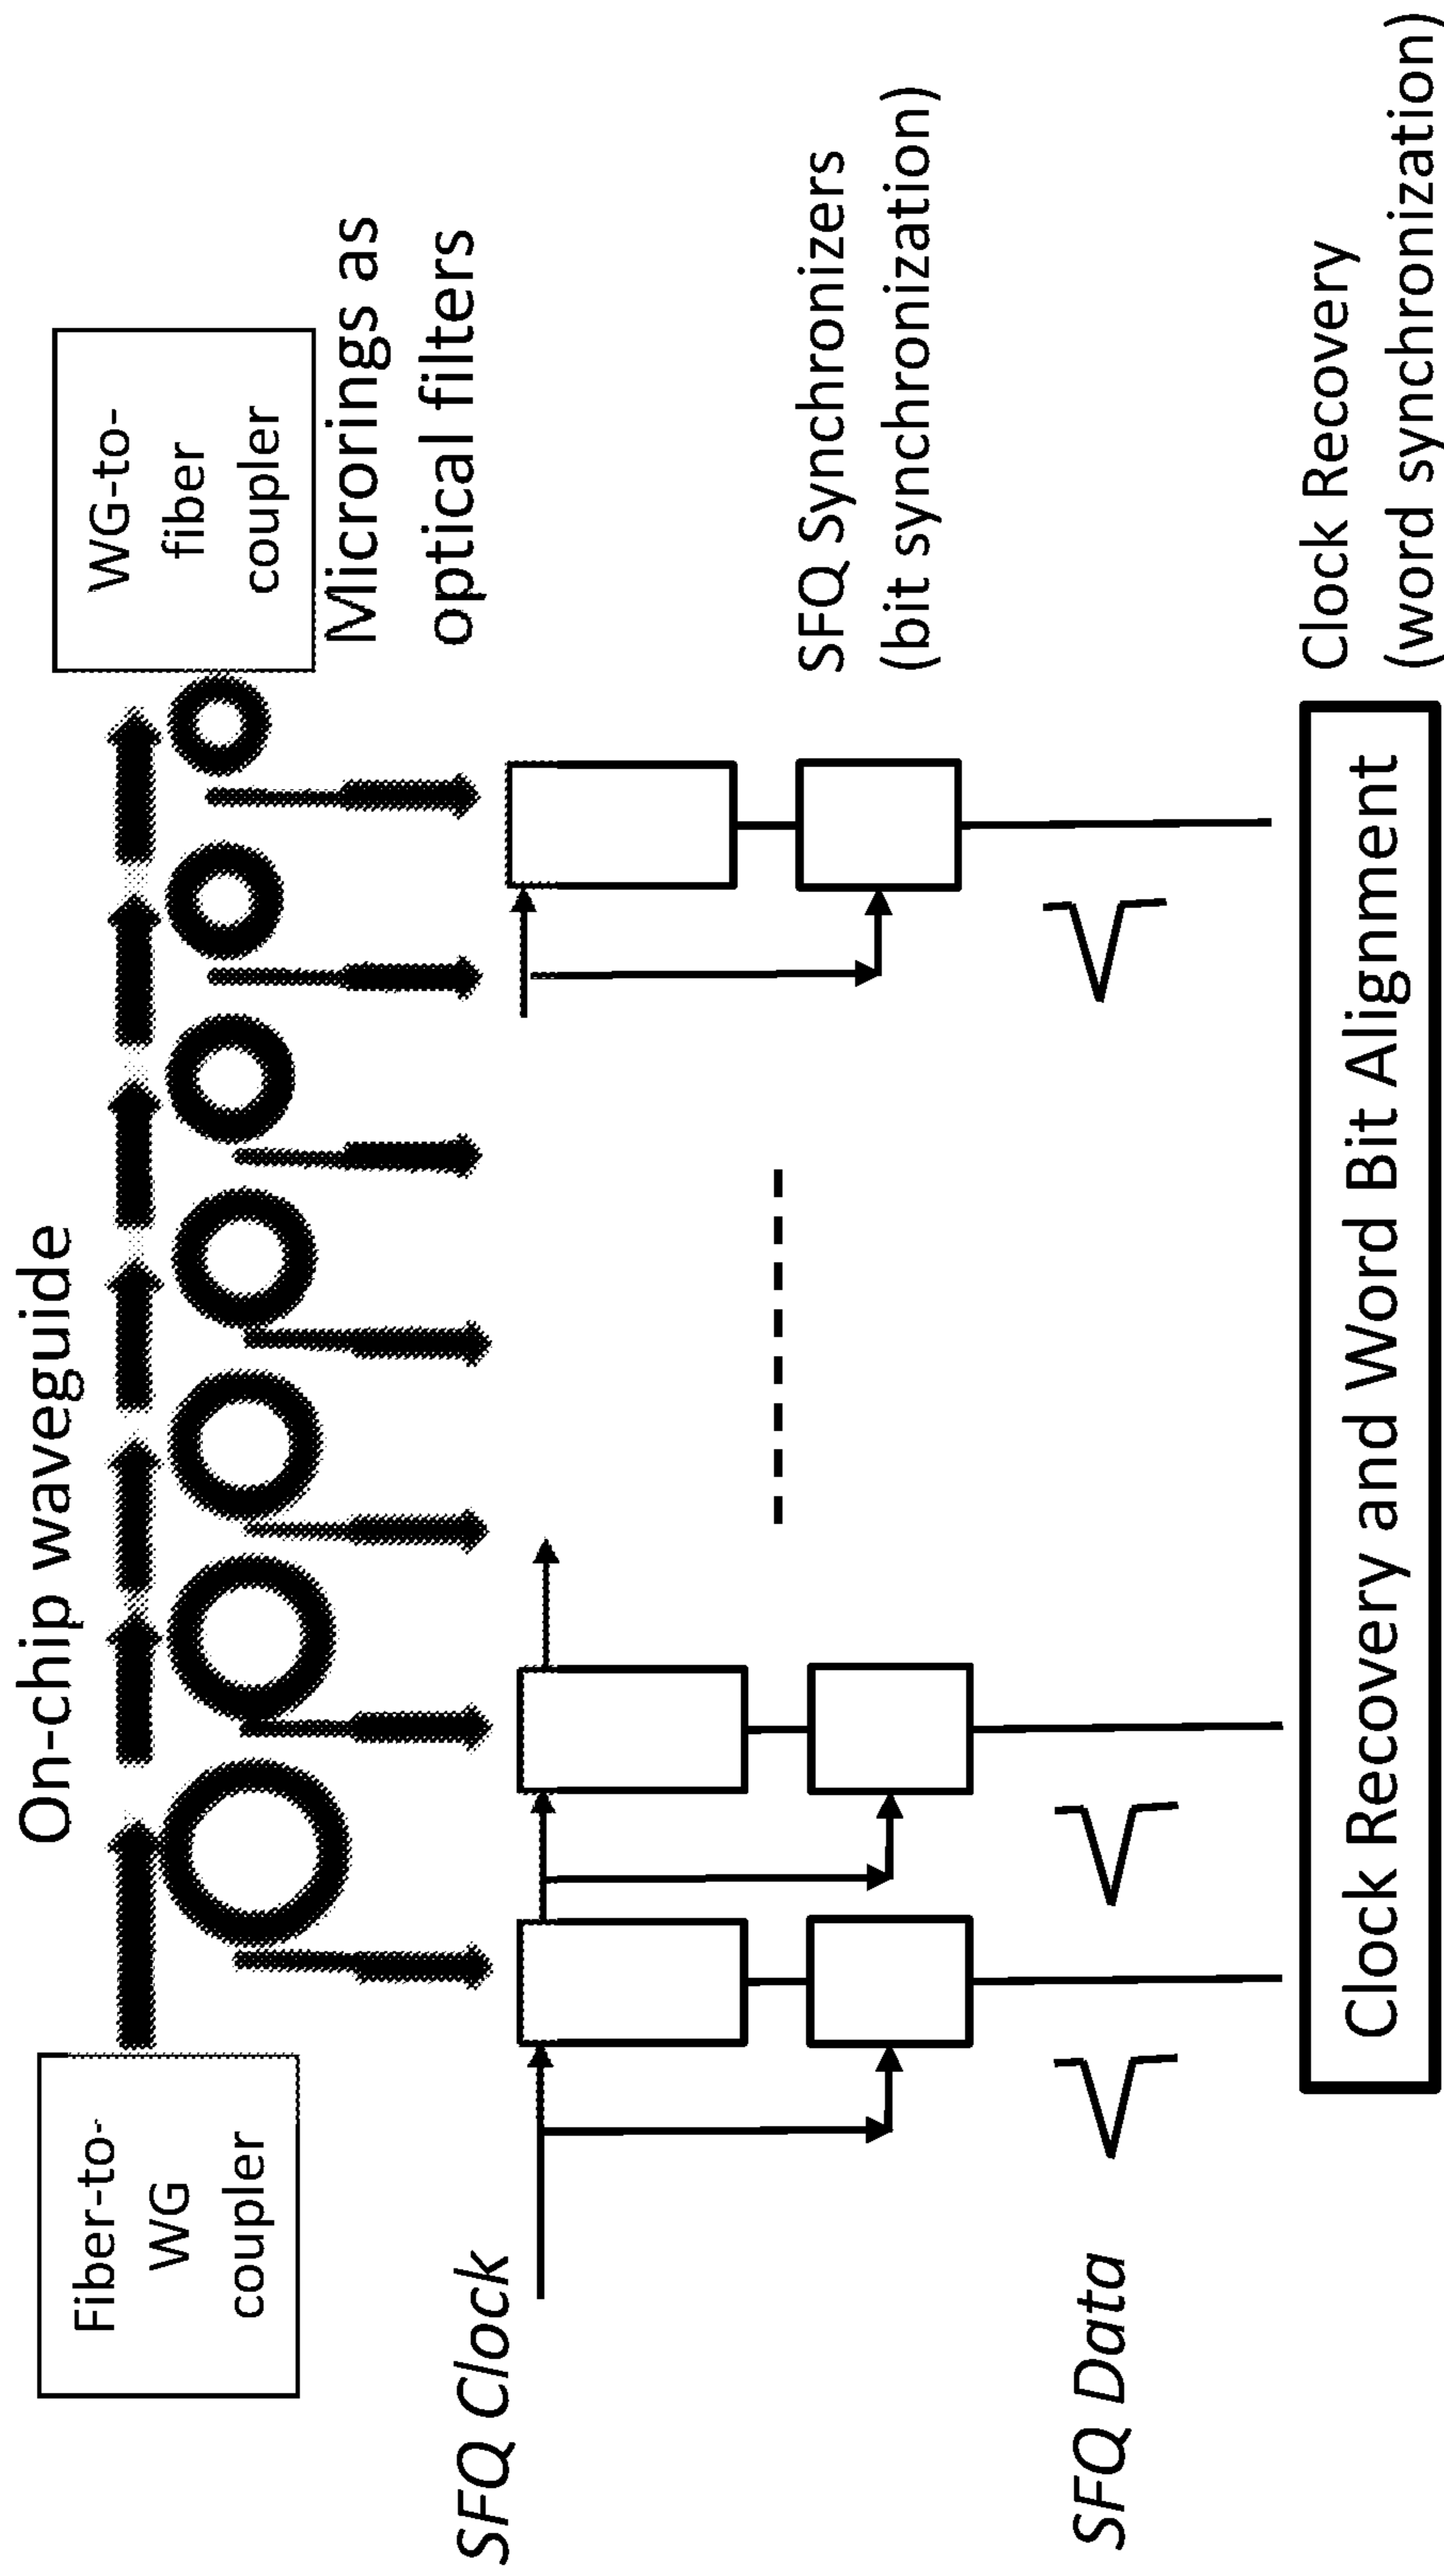 On-chip waveguide
Fiber-to-
WG
coupler
WG-to-
fiber
coupler
Microrings as
optical filters
SFQ Clock
SFQ Synchronizers
(bit synchronization)
SFQ Data
Clock Recovery
(word synchronization)
Clock Recovery and Word Bit Alignment